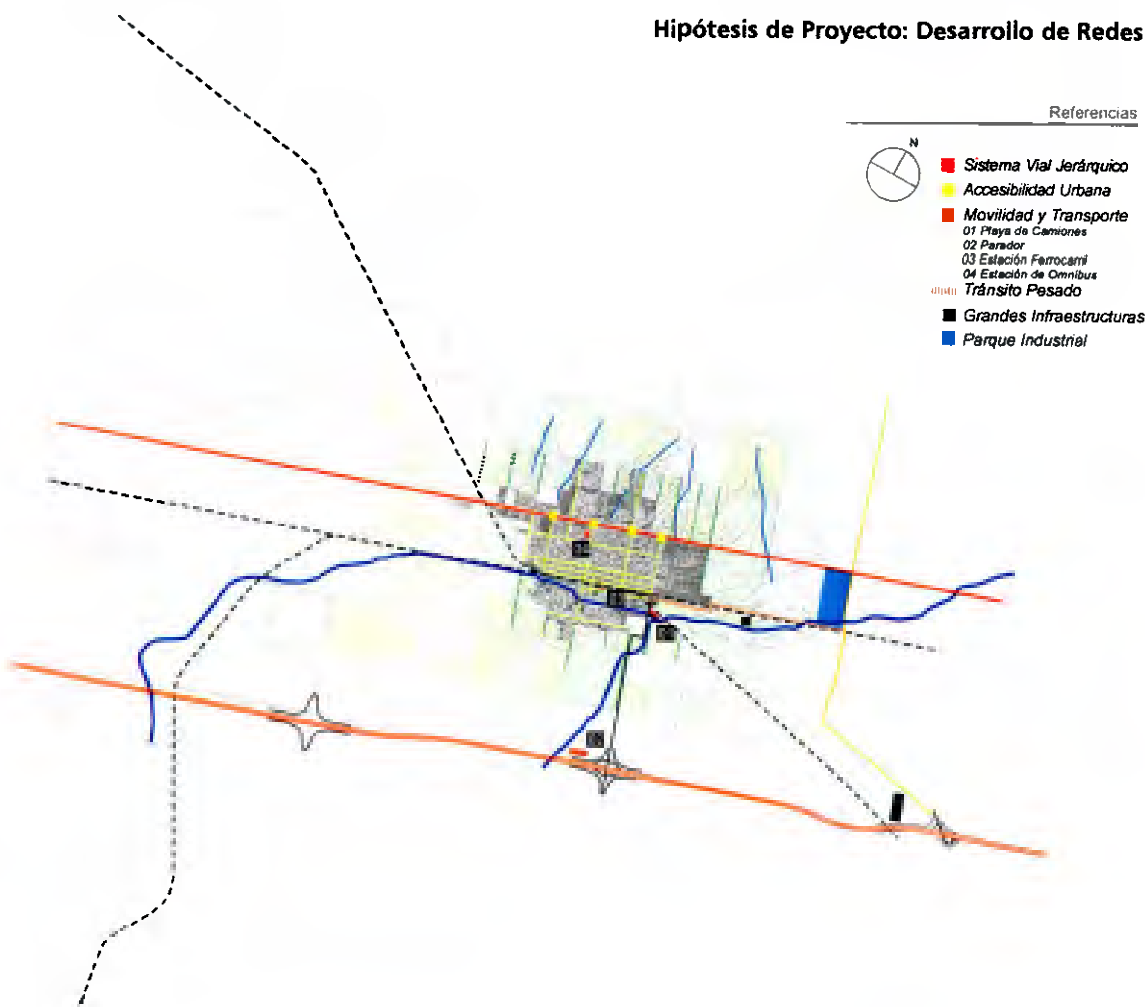 Hipótesis de Proyecto: Desarrollo de Redes
Referencias
N
Sistema Vial Jerárquico
Accesibilidad Urbana
Movilidad y Transporte
01 Playa de Camiones
02 Parador
03 Estación Ferrocarril
04 Estación de Omnibus
Tránsito Pesado
Grandes Infraestructuras
Parque Industrial